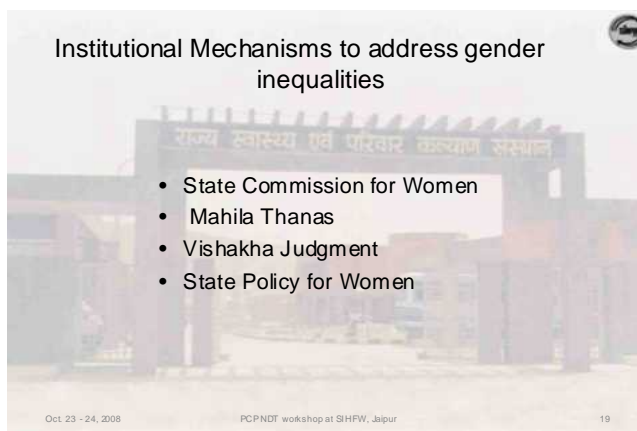 Institutional Mechanisms to address gender
inequalities
राज्य स्वास्थ्य एवं परिवार कल्याण संस्थान
• State Commission for Women
• Mahila Thanas
• Vishakha Judgment
• State Policy for Women
Oct. 23 - 24, 2008
PCPNDT workshop at SIHFW, Jaipur
19